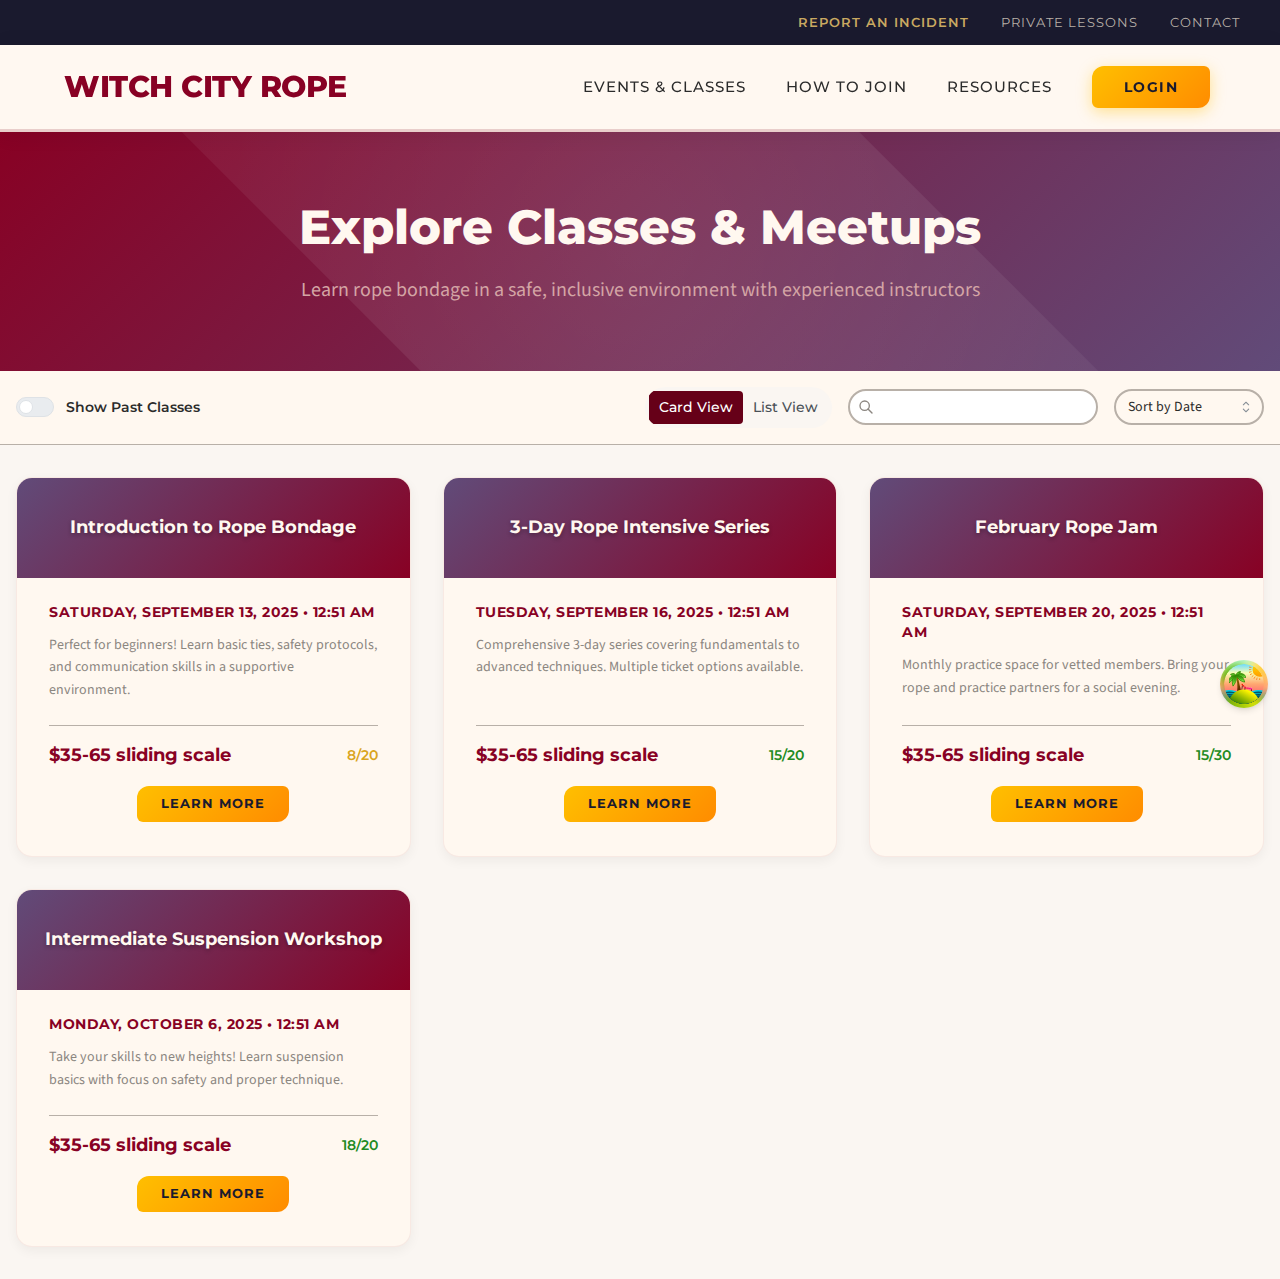 REPORT AN INCIDENT PRIVATE LESSONS CONTACT
WITCH CITY ROPE EVENTS & CLASSES HOW TO JOIN RESOURCES LOGIN
Explore Classes & Meetups
Learn rope bondage in a safe, inclusive environment with experienced instructors
Show Past Classes Card View List View Sort by Date
Introduction to Rope Bondage
SATURDAY, SEPTEMBER 13, 2025 • 12:51 AM
Perfect for beginners! Learn basic ties, safety protocols,
and communication skills in a supportive
environment.
$35-65 sliding scale 8/20
LEARN MORE
3-Day Rope Intensive Series
TUESDAY, SEPTEMBER 16, 2025 • 12:51 AM
Comprehensive 3-day series covering fundamentals to
advanced techniques. Multiple ticket options available.
$35-65 sliding scale 15/20
LEARN MORE
February Rope Jam
SATURDAY, SEPTEMBER 20, 2025 • 12:51
AM
Monthly practice space for vetted members. Bring your
rope and practice partners for a social evening.
$35-65 sliding scale 15/30
LEARN MORE
Intermediate Suspension Workshop
MONDAY, OCTOBER 6, 2025 • 12:51 AM
Take your skills to new heights! Learn suspension
basics with focus on safety and proper technique.
$35-65 sliding scale 18/20
LEARN MORE